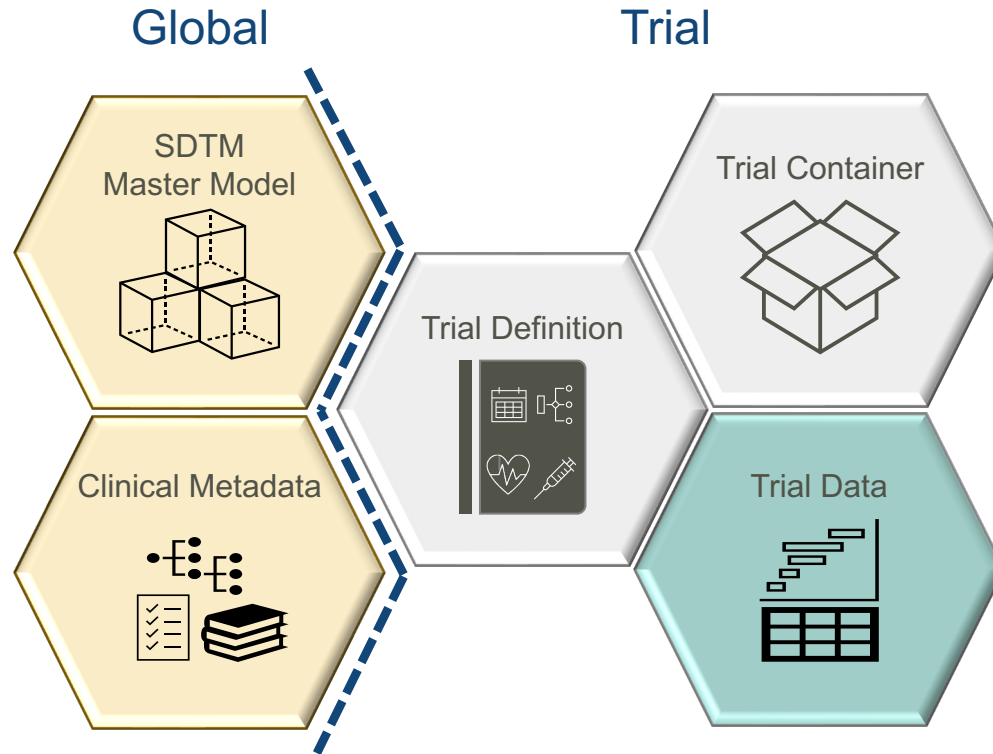 Global
Trial
SDTM
Master Model
Trial Container
Trial Definition
Clinical Metadata
Trial Data